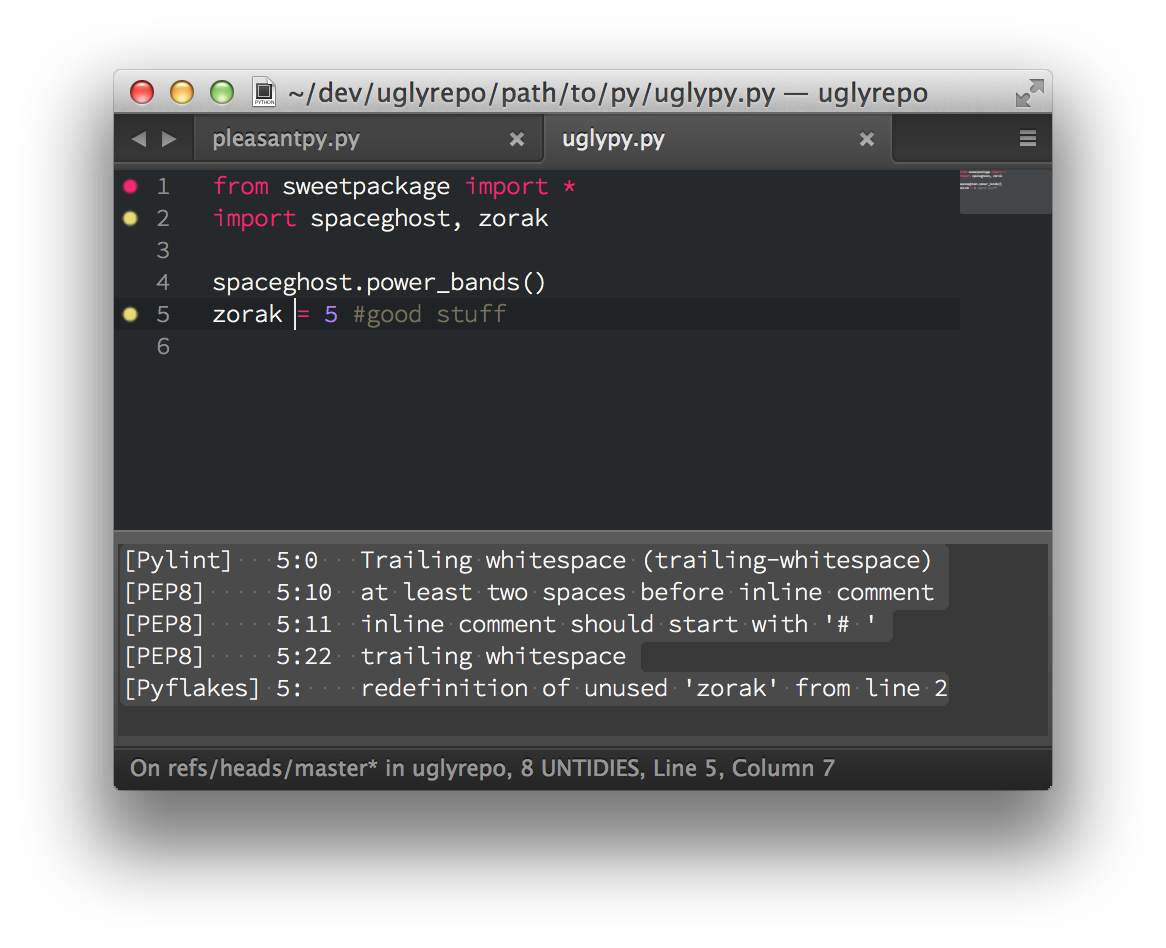 ~/dev/uglyrepo/path/to/py/uglypy.py — uglyrepo
pleasantpy.py
uglypy.py
1 from sweetpackage import *
2 import spaceghost, zorak
3
4 spaceghost.power_bands()
5 zorak = 5 #good stuff
6
[Pylint] 5:0 Trailing whitespace (trailing-whitespace)
[PEP8] 5:10 at least two spaces before inline comment
[PEP8] 5:11 inline comment should start with '# '
[PEP8] 5:22 trailing whitespace
[Pyflakes] 5: redefinition of unused 'zorak' from line 2
On refs/heads/master* in uglyrepo, 8 UNTIDIES, Line 5, Column 7